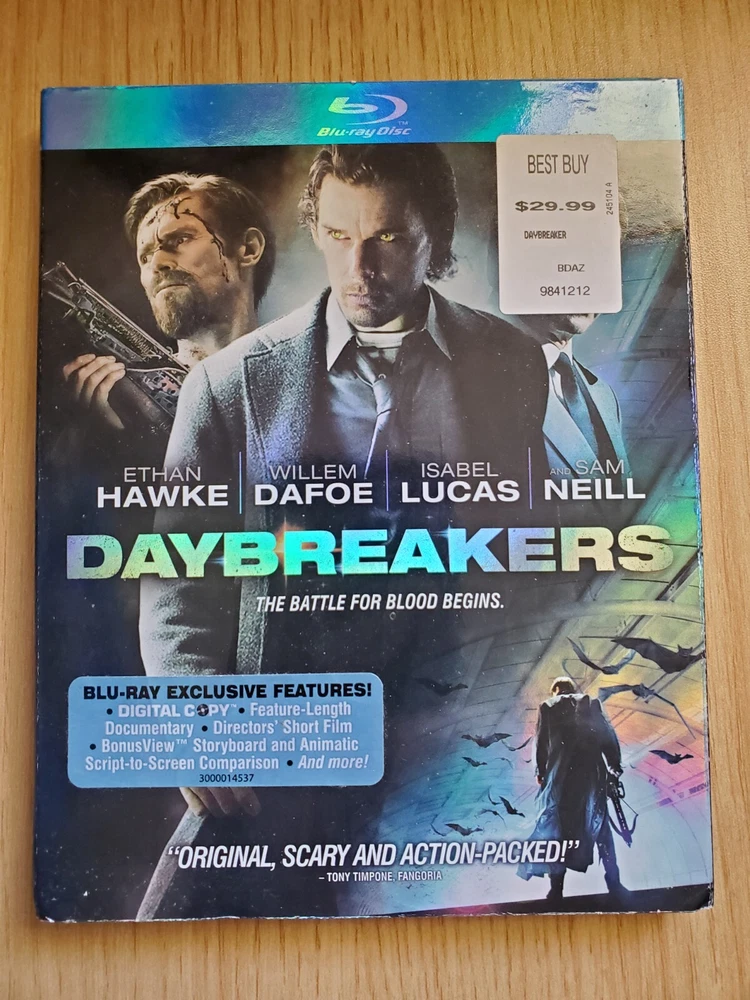 Blu-ray Disc™
BEST BUY
$29.99
245104 A
DAYBREAKER
BDAZ
9841212
ETHAN HAWKE
WILLEM DAFOE
ISABEL LUCAS
AND SAM NEILL
DAYBREAKERS
THE BATTLE FOR BLOOD BEGINS.
BLU-RAY EXCLUSIVE FEATURES!
• DIGITAL COPY™ • Feature-Length
Documentary • Directors' Short Film
• BonusView™ Storyboard and Animatic
Script-to-Screen Comparison • And more!
3000014537
“ORIGINAL, SCARY AND ACTION-PACKED!”
– TONY TIMPONE, FANGORIA